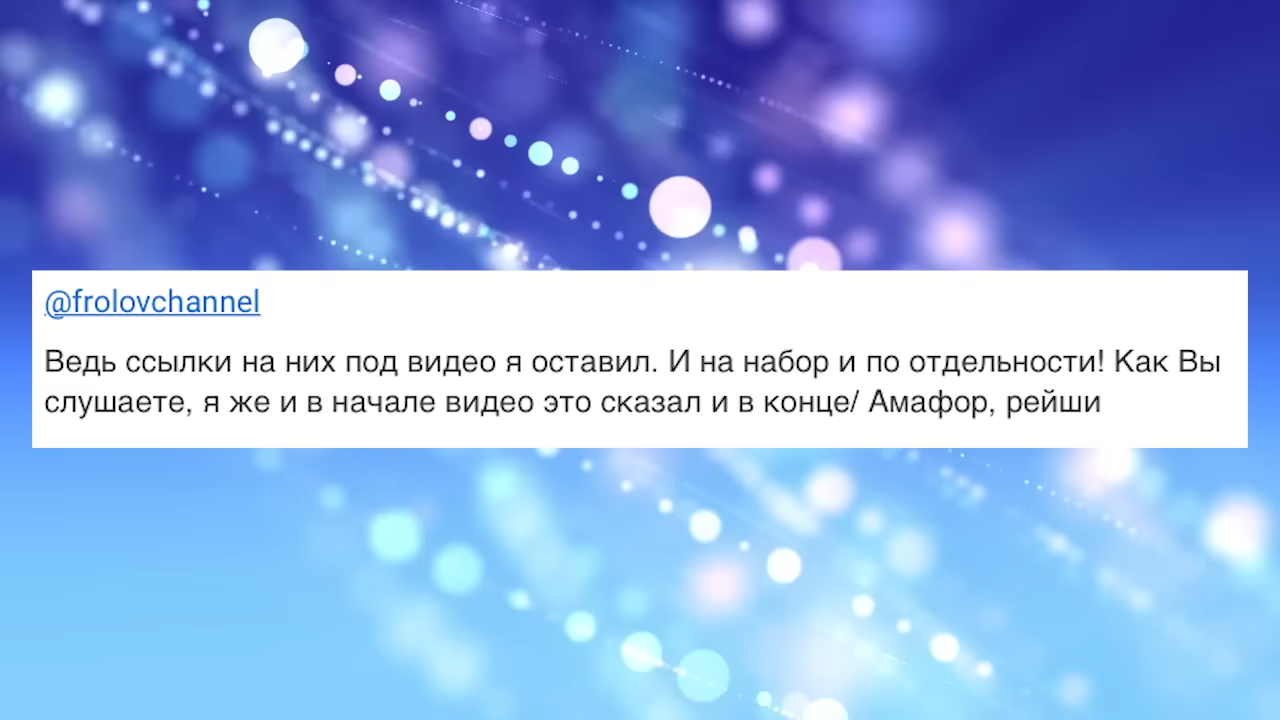 @frolovchannel
Ведь ссылки на них под видео я оставил. И на набор и по отдельности! Как Вы
слушаете, я же и в начале видео это сказал и в конце/ Амафор, рейши